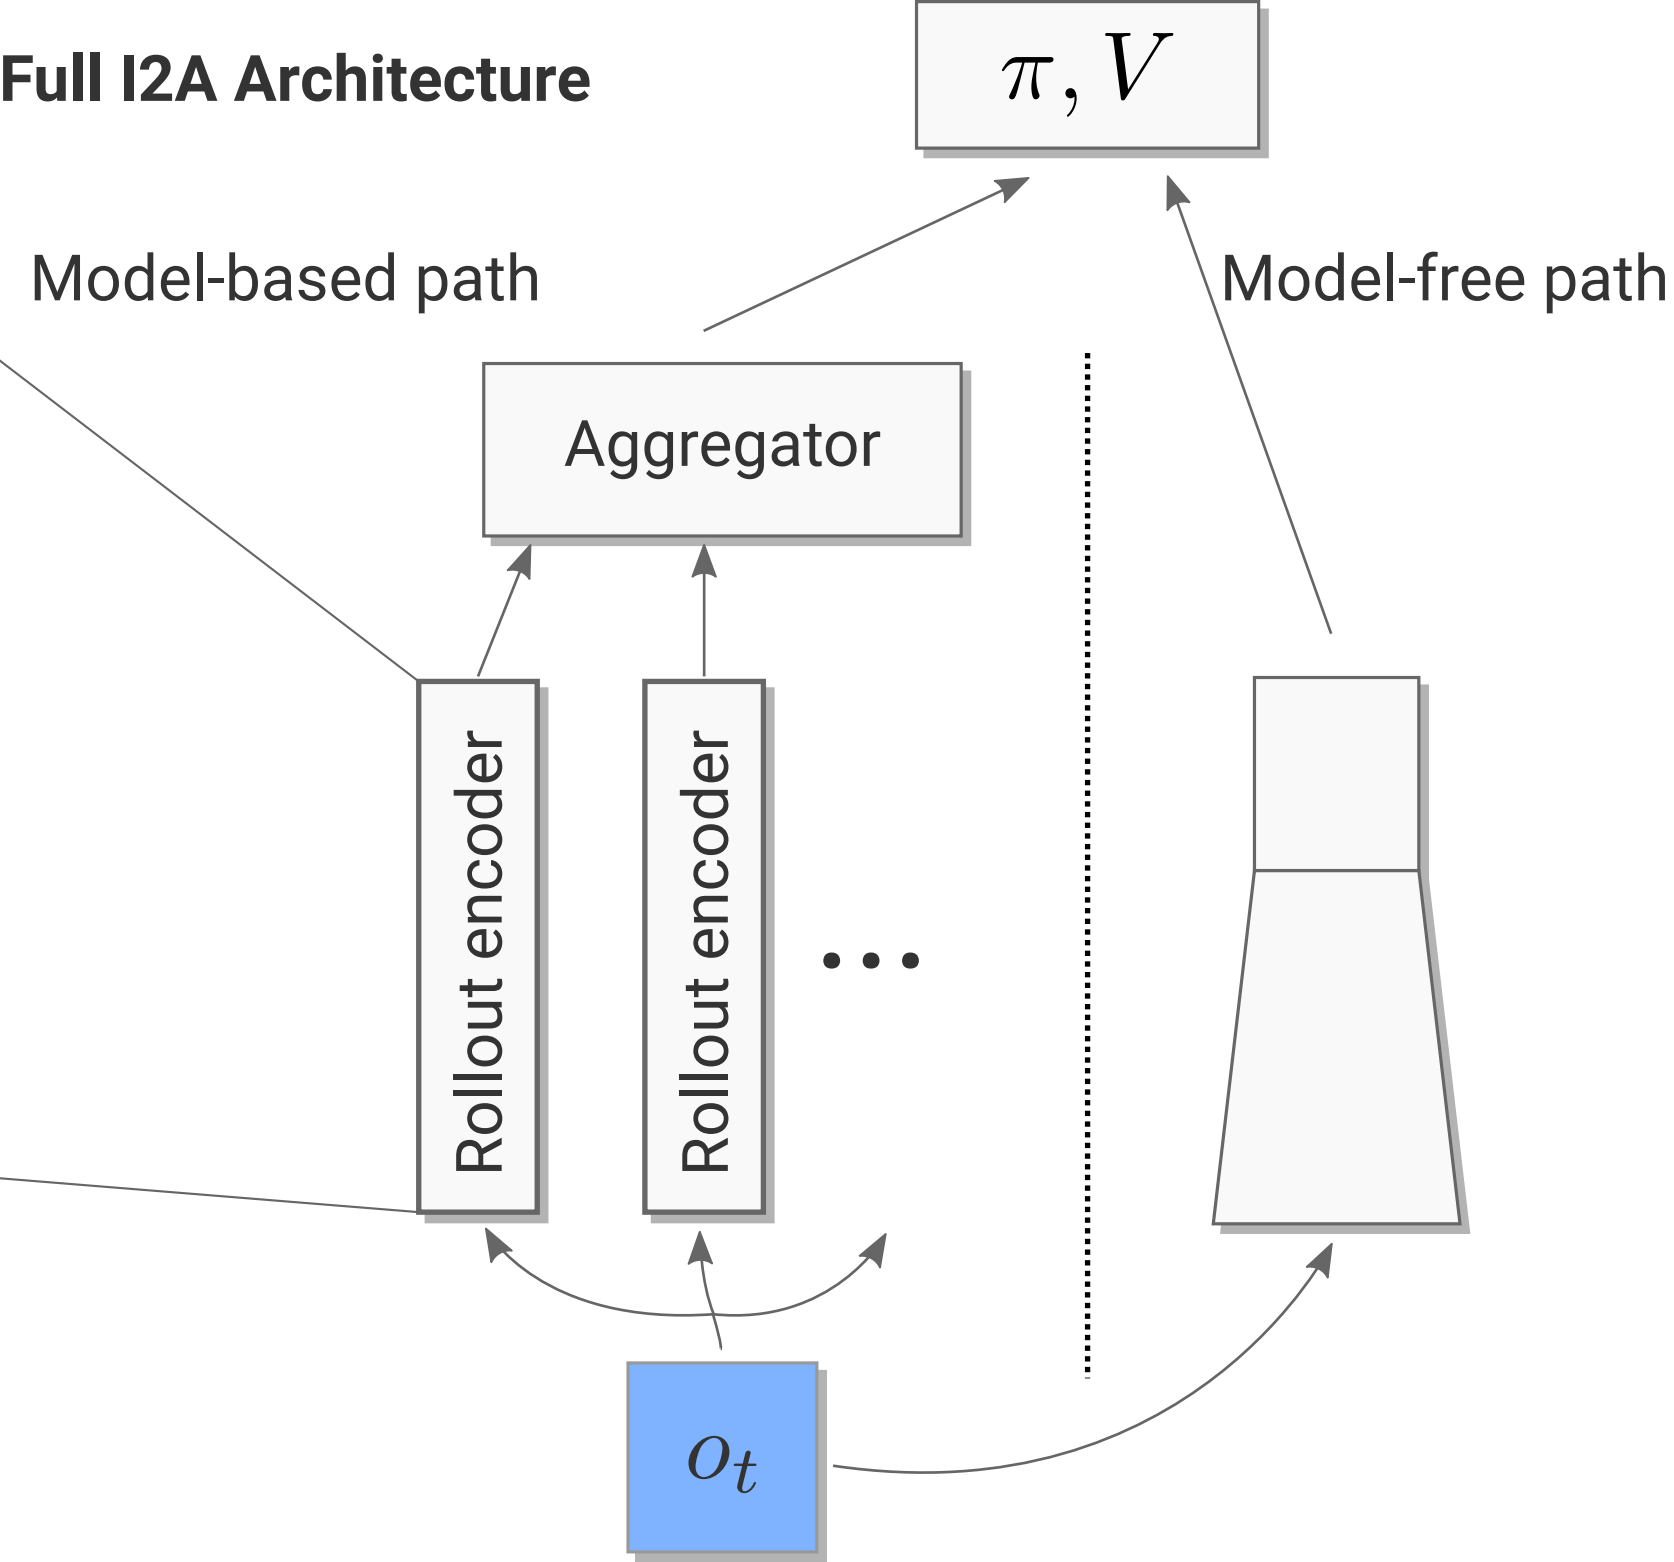 Full I2A Architecture
π, V
Model-based path
Model-free path
Aggregator
Rollout encoder
Rollout encoder
...
o_t